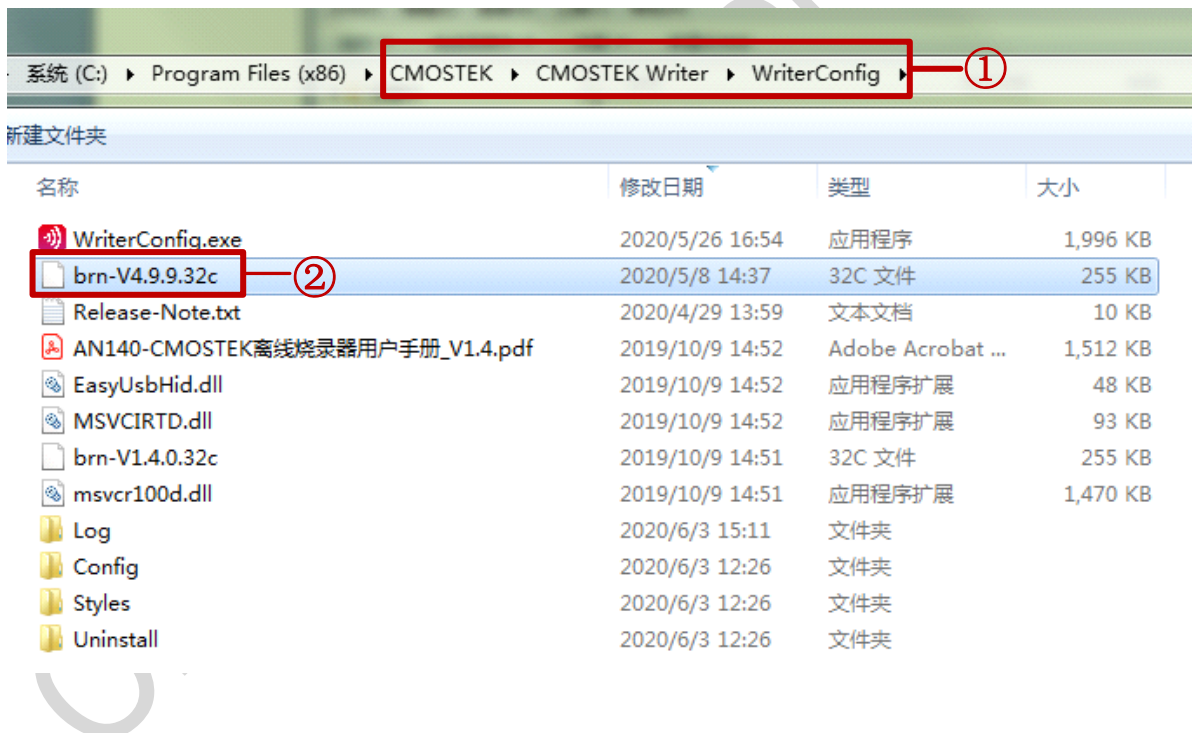 系统 (C:) ▸ Program Files (x86) ▸ CMOSTEK ▸ CMOSTEK Writer ▸ WriterConfig ▸ ①
新建文件夹
名称 修改日期 类型 大小
WriterConfig.exe 2020/5/26 16:54 应用程序 1,996 KB
brn-V4.9.9.32c ② 2020/5/8 14:37 32C 文件 255 KB
Release-Note.txt 2020/4/29 13:59 文本文档 10 KB
AN140-CMOSTEK离线烧录器用户手册_V1.4.pdf 2019/10/9 14:52 Adobe Acrobat ... 1,512 KB
EasyUsbHid.dll 2019/10/9 14:52 应用程序扩展 48 KB
MSVCIRTD.dll 2019/10/9 14:52 应用程序扩展 93 KB
brn-V1.4.0.32c 2019/10/9 14:51 32C 文件 255 KB
msvcr100d.dll 2019/10/9 14:51 应用程序扩展 1,470 KB
Log 2020/6/3 15:11 文件夹
Config 2020/6/3 12:26 文件夹
Styles 2020/6/3 12:26 文件夹
Uninstall 2020/6/3 12:26 文件夹